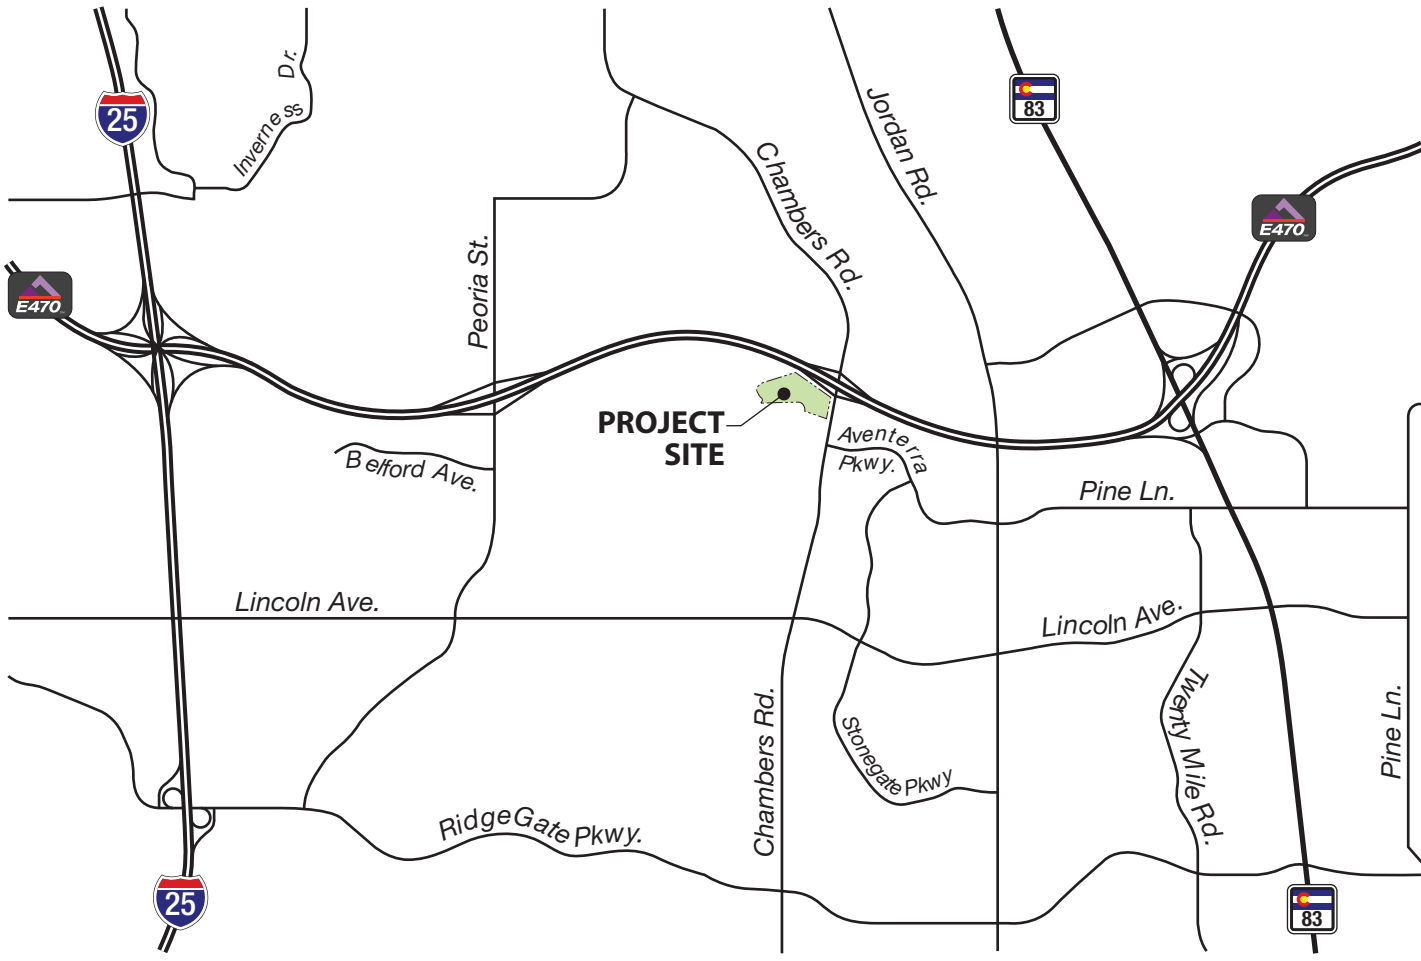 25
Inverness Dr.
Chambers Rd.
Jordan Rd.
83
E470
E470
Peoria St.
PROJECT
SITE
Aventerra
Pkwy.
Belford Ave.
Pine Ln.
Lincoln Ave.
Lincoln Ave.
Chambers Rd.
Stonegate Pkwy
Twenty Mile Rd.
Pine Ln.
RidgeGate Pkwy.
25
83